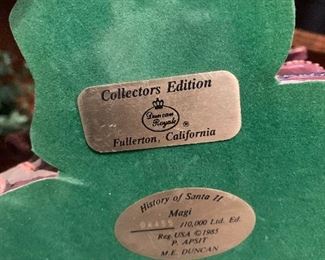 Collectors Edition
Duncan
Royale
®
Fullerton, California
History of Santa II
Magi
/10,000 Ltd. Ed.
Reg. USA © 1985
P. APSIT
M.E. DUNCAN